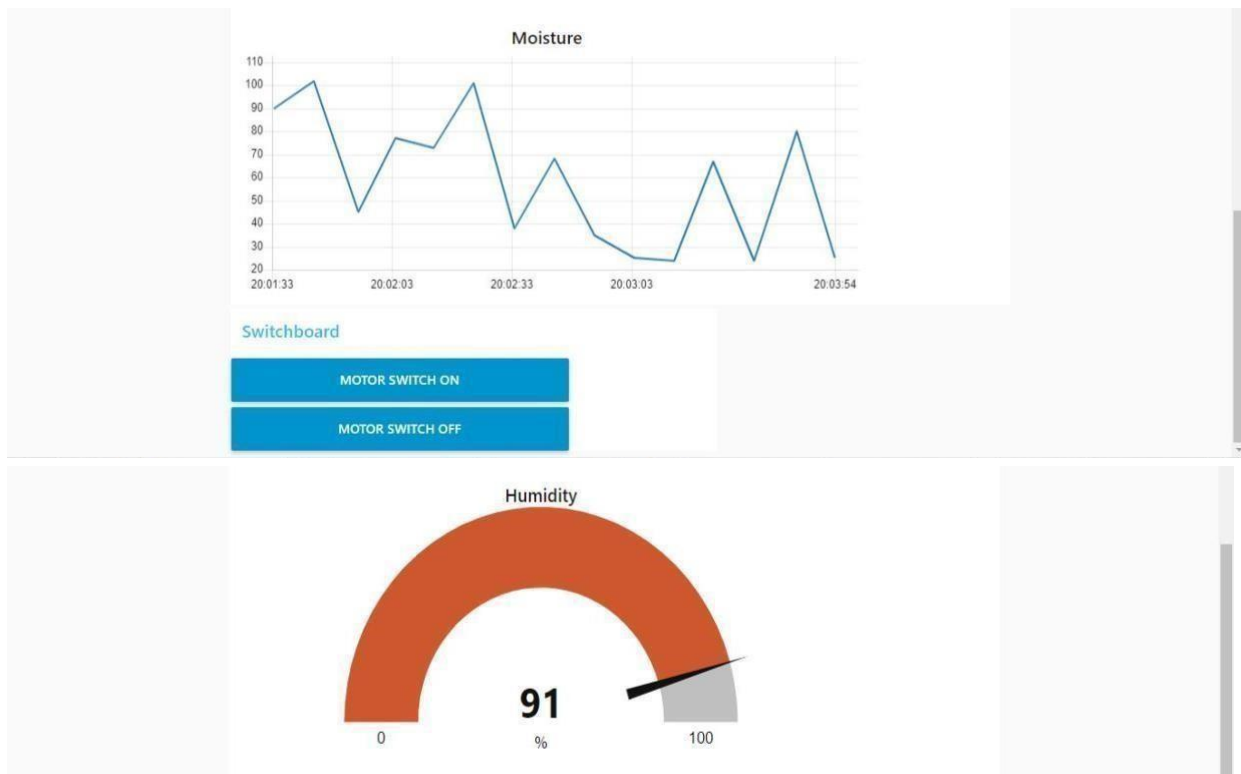 Moisture
110
100
90
80
70
60
50
40
30
20
20:01:33 20:02:03 20:02:33 20:03:03 20:03:54
Switchboard
MOTOR SWITCH ON
MOTOR SWITCH OFF
Humidity
91
0 % 100